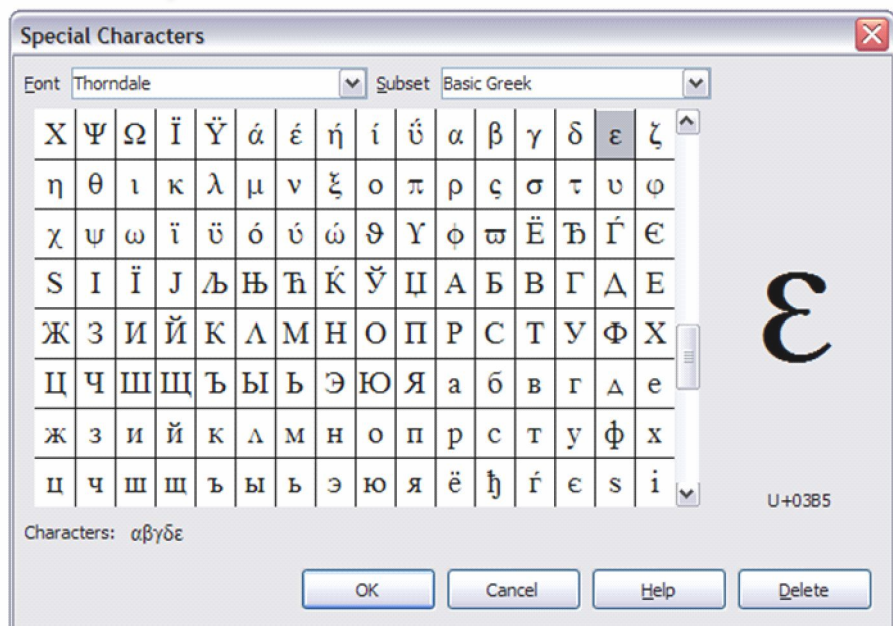 Special Characters
Font Thorndale Subset Basic Greek
Χ Ψ Ω Ϊ Ϋ ά έ ή ί ΰ α β γ δ ε ζ
η θ ι κ λ μ ν ξ ο π ρ ς σ τ υ φ
χ ψ ω ϊ ϋ ό ύ ώ ϑ ϒ ϕ ϖ Ё Ђ Ѓ Є
Ѕ І Ї Ј Љ Њ Ћ Ќ Ў Џ А Б В Г Д Е
Ж З И Й К Л М Н О П Р С Т У Ф Х
Ц Ч Ш Щ Ъ Ы Ь Э Ю Я а б в г д е
ж з и й к л м н о п р с т у ф х
ц ч ш щ ъ ы ь э ю я ё ђ ѓ є ѕ і
ε
U+03B5
Characters: αβγδε
OK Cancel Help Delete